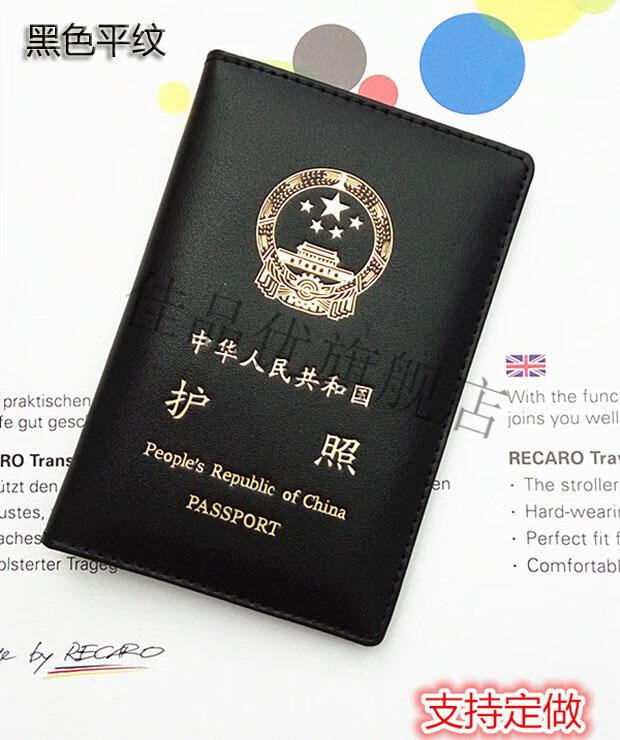 黑色平纹
中华人民共和国
护照
People's Republic of China
PASSPORT
佳品优旗舰店
praktischen
fe gut gesc
RO Trans
ützt den
ustes,
aches
olsterter Trageg
by RECARO
"With the func
joins you well
RECARO Trav
· The stroller
· Hard-wearin
· Perfect fit f
· Comfortabl
支持定做